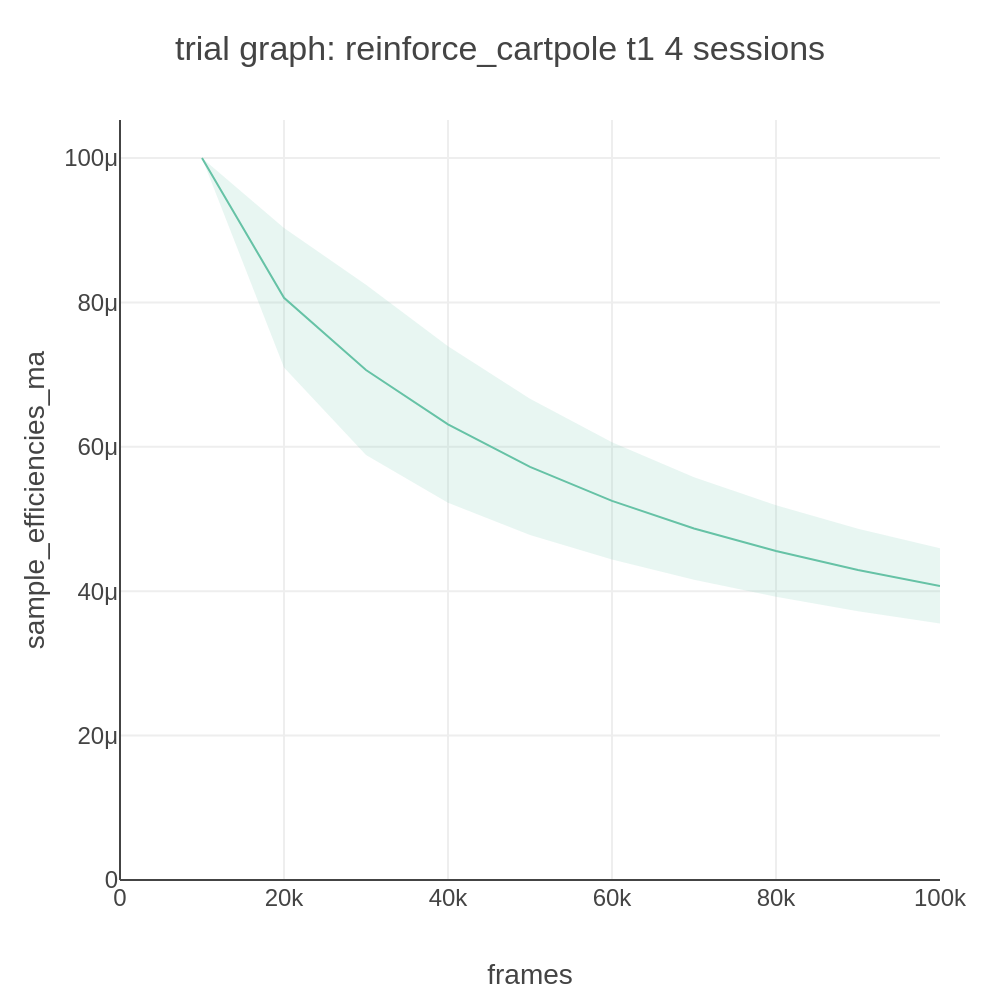 trial graph: reinforce_cartpole t1 4 sessions
sample_efficiencies_ma
100μ
80μ
60μ
40μ
20μ
0
0 20k 40k 60k 80k 100k
frames